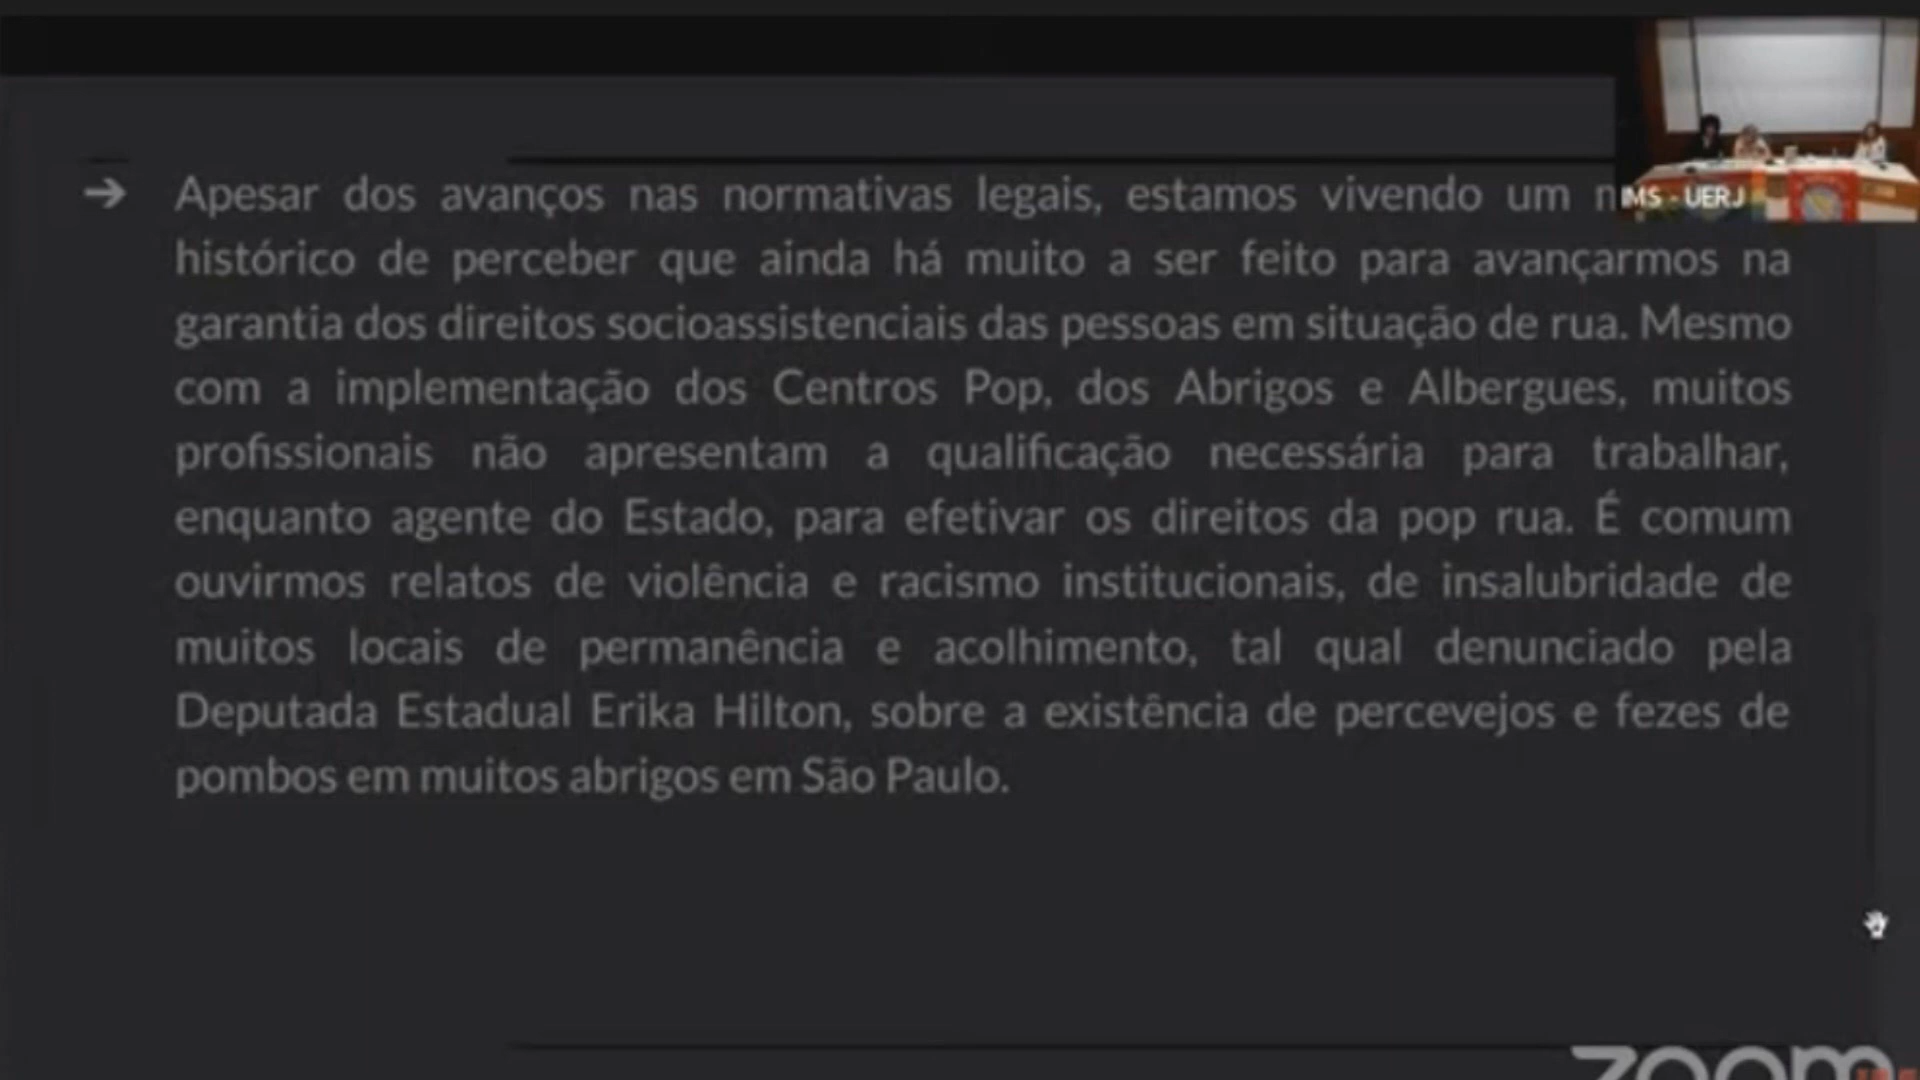 ➔ Apesar dos avanços nas normativas legais, estamos vivendo um
histórico de perceber que ainda há muito a ser feito para avançarmos na
garantia dos direitos socioassistenciais das pessoas em situação de rua. Mesmo
com a implementação dos Centros Pop, dos Abrigos e Albergues, muitos
profissionais não apresentam a qualificação necessária para trabalhar,
enquanto agente do Estado, para efetivar os direitos da pop rua. É comum
ouvirmos relatos de violência e racismo institucionais, de insalubridade de
muitos locais de permanência e acolhimento, tal qual denunciado pela
Deputada Estadual Erika Hilton, sobre a existência de percevejos e fezes de
pombos em muitos abrigos em São Paulo.
IMS - UERJ
zoom